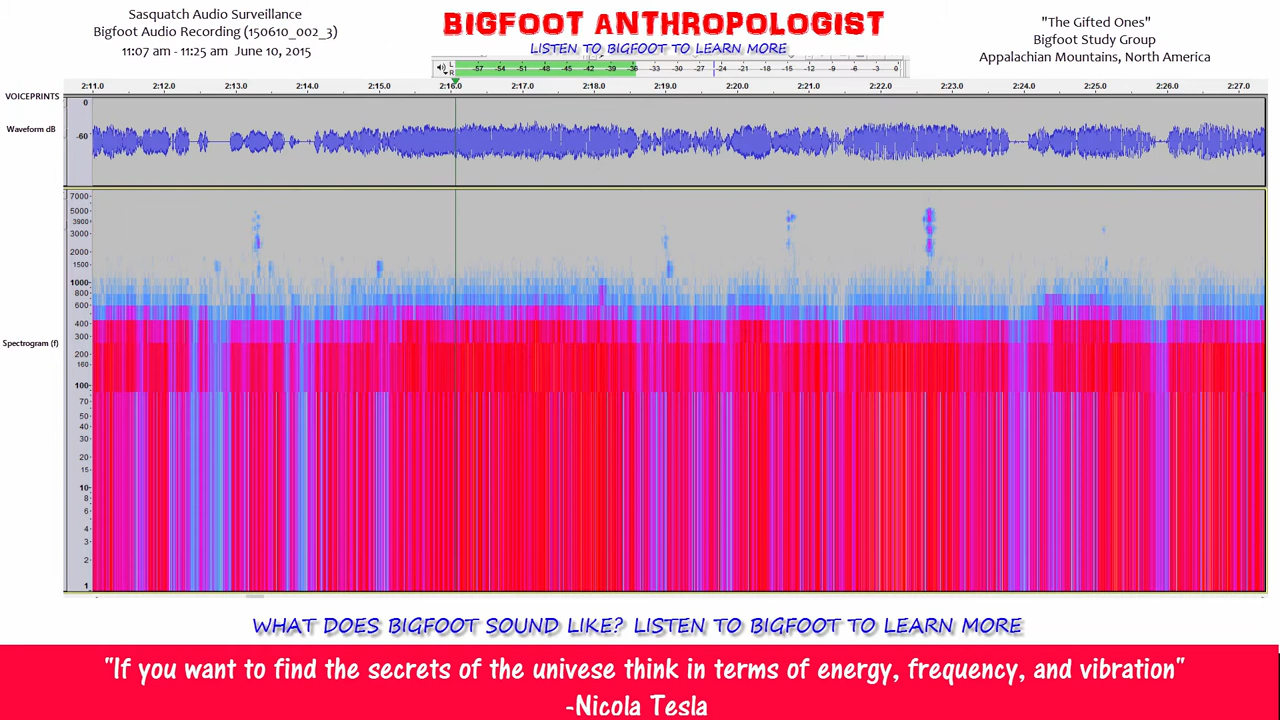 Sasquatch Audio Surveillance
Bigfoot Audio Recording (150610_002_3)
11:07 am - 11:25 am  June 10, 2015
BIGFOOT ANTHROPOLOGIST
LISTEN TO BIGFOOT TO LEARN MORE
"The Gifted Ones"
Bigfoot Study Group
Appalachian Mountains, North America
L
R
-57 -54 -51 -48 -45 -42 -39 -36 -33 -30 -27 -24 -21 -18 -15 -12 -9 -6 -3 0
2:11.0 2:12.0 2:13.0 2:14.0 2:15.0 2:16.0 2:17.0 2:18.0 2:19.0 2:20.0 2:21.0 2:22.0 2:23.0 2:24.0 2:25.0 2:26.0 2:27.0
VOICEPRINTS
0
Waveform dB
-60
7000
5000
3900
3000
2000
1500
1000
800
600
400
300
Spectrogram (f)
200
160
100
70
50
40
30
20
15
10
8
6
4
3
2
1
WHAT DOES BIGFOOT SOUND LIKE? LISTEN TO BIGFOOT TO LEARN MORE
"If you want to find the secrets of the univese think in terms of energy, frequency, and vibration"
-Nicola Tesla